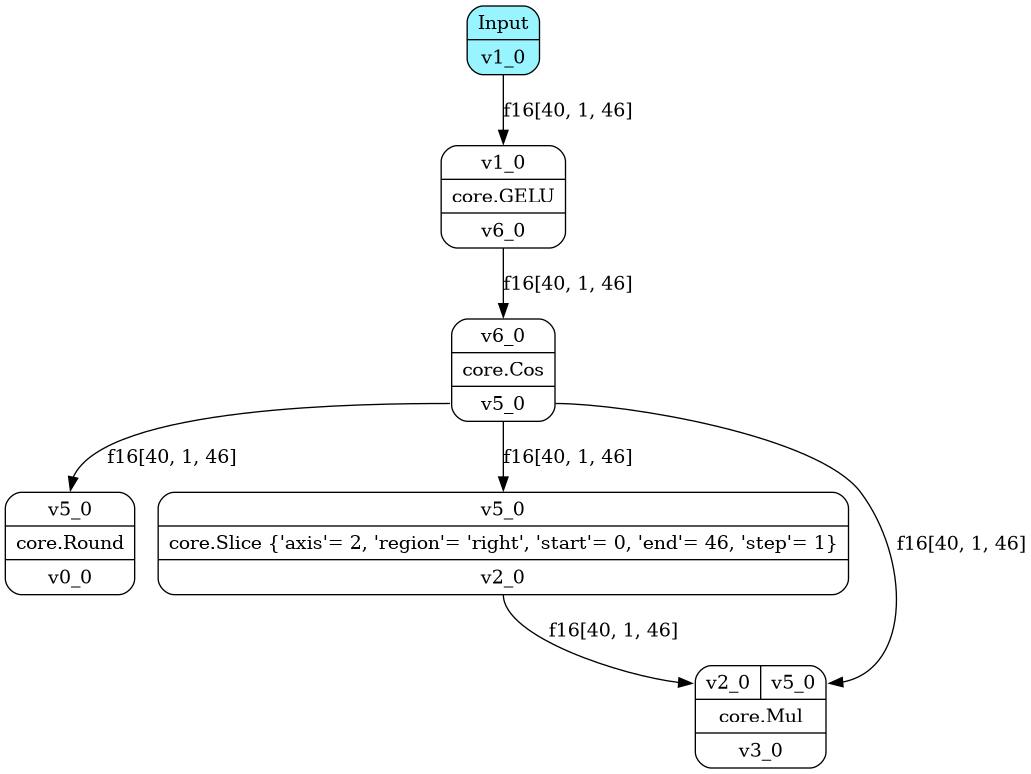 Input
v1_0
f16[40, 1, 46]
v1_0
core.GELU
v6_0
f16[40, 1, 46]
v6_0
core.Cos
v5_0
f16[40, 1, 46]
f16[40, 1, 46]
f16[40, 1, 46]
v5_0
core.Round
v0_0
v5_0
core.Slice {'axis'= 2, 'region'= 'right', 'start'= 0, 'end'= 46, 'step'= 1}
v2_0
f16[40, 1, 46]
v2_0 v5_0
core.Mul
v3_0